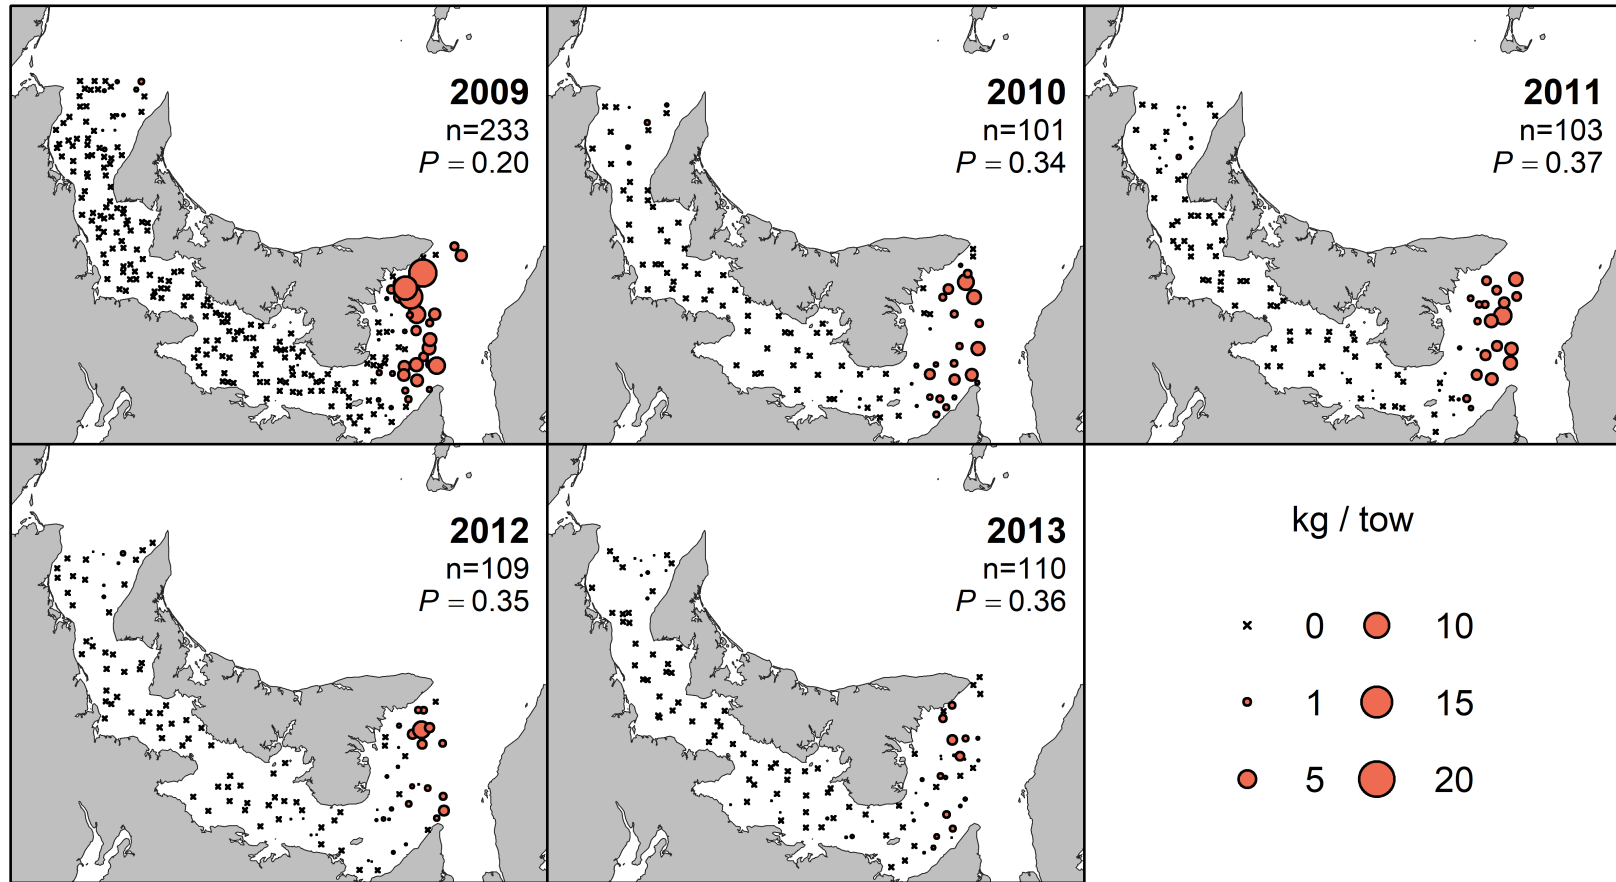 2009
n=233
P = 0.20
2010
n=101
P = 0.34
2011
n=103
P = 0.37
2012
n=109
P = 0.35
2013
n=110
P = 0.36
kg / tow
0 10
1 15
5 20